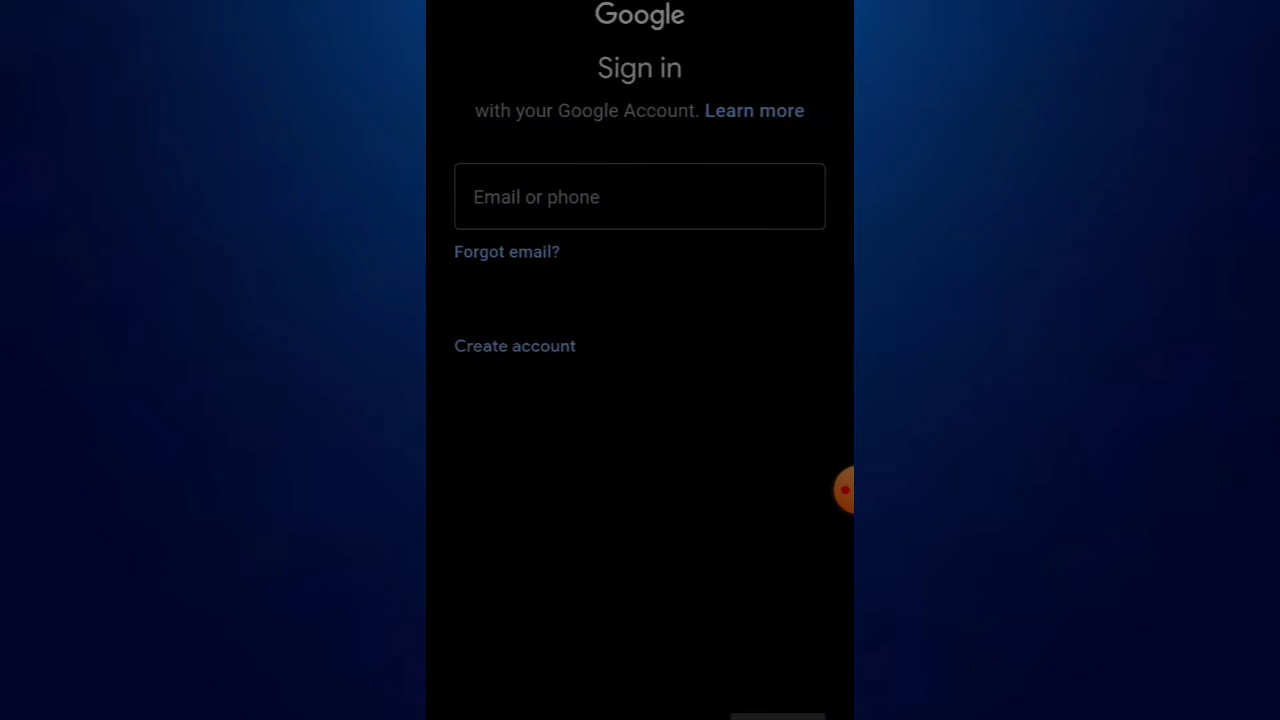 Google
Sign in
with your Google Account. Learn more
Email or phone
Forgot email?
Create account